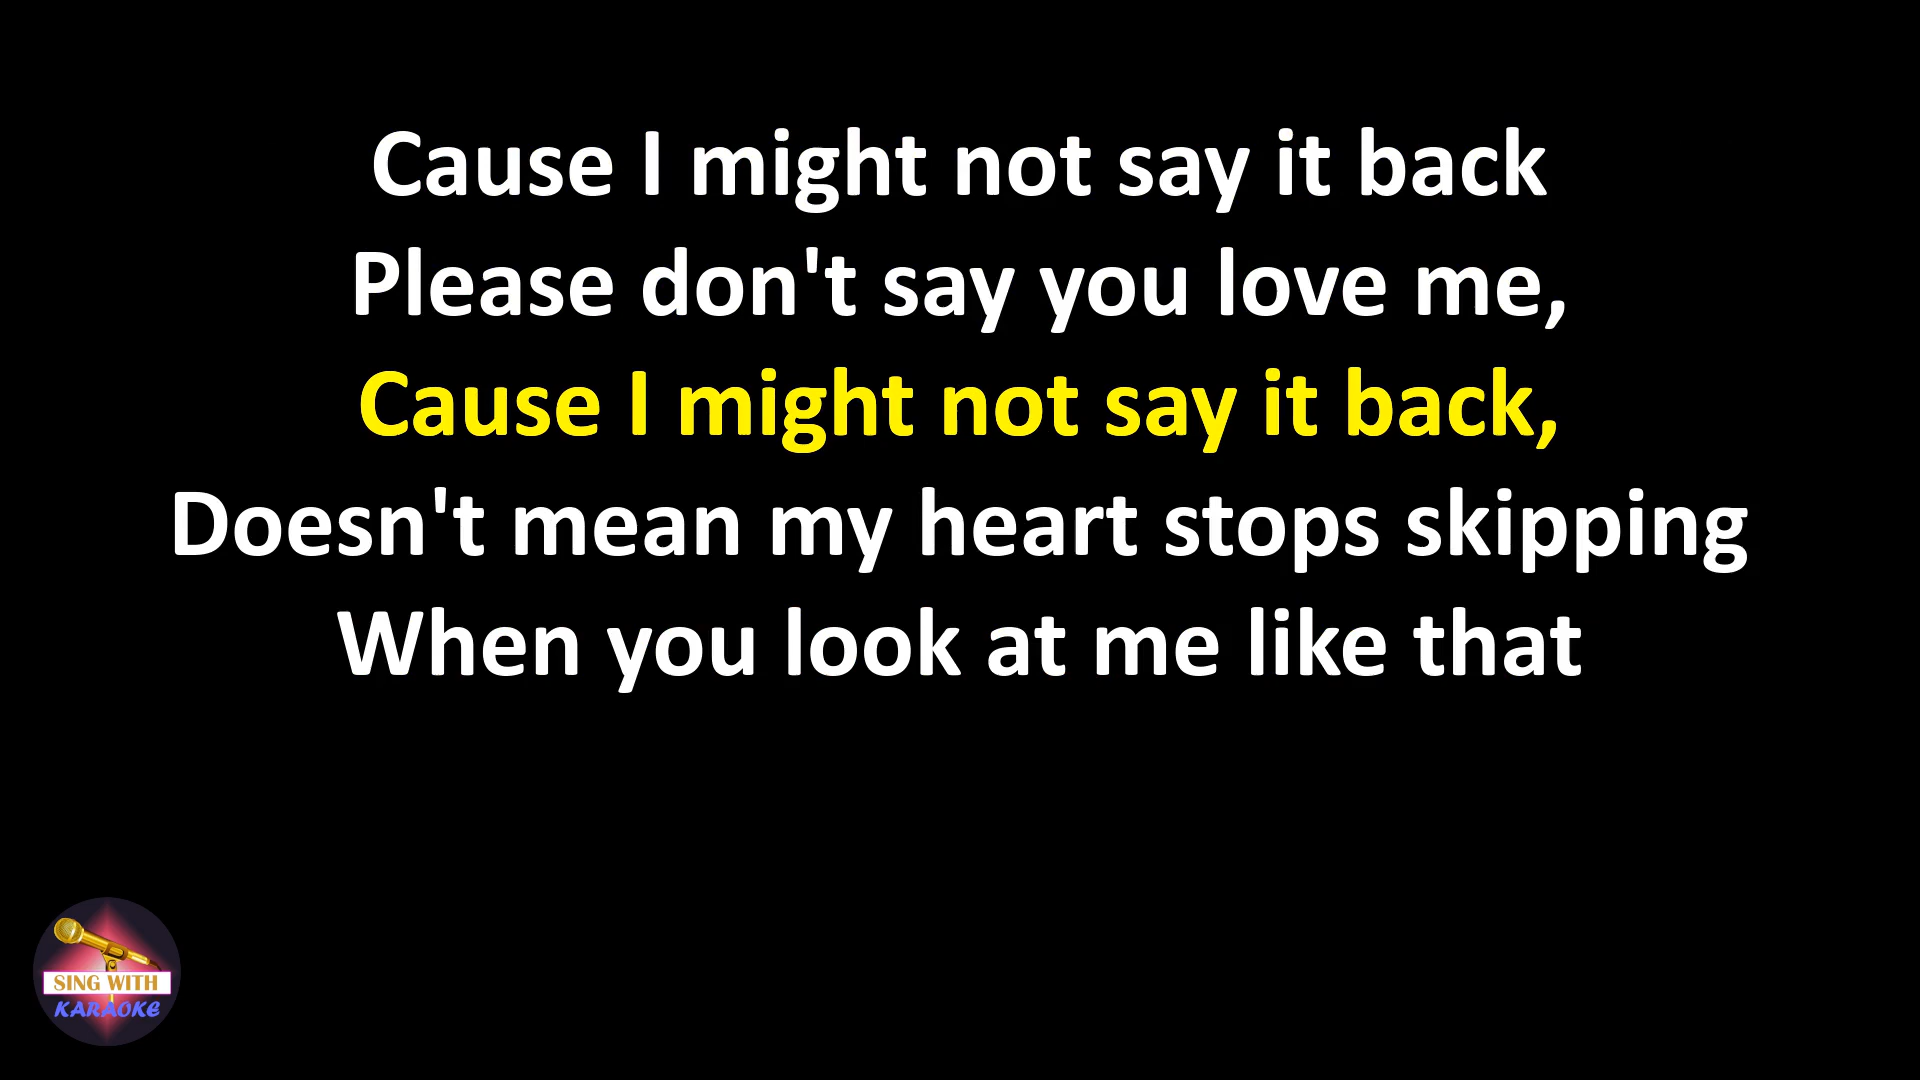 Cause I might not say it back
Please don't say you love me,
Cause I might not say it back,
Doesn't mean my heart stops skipping
When you look at me like that
SING WITH
KARAOKE